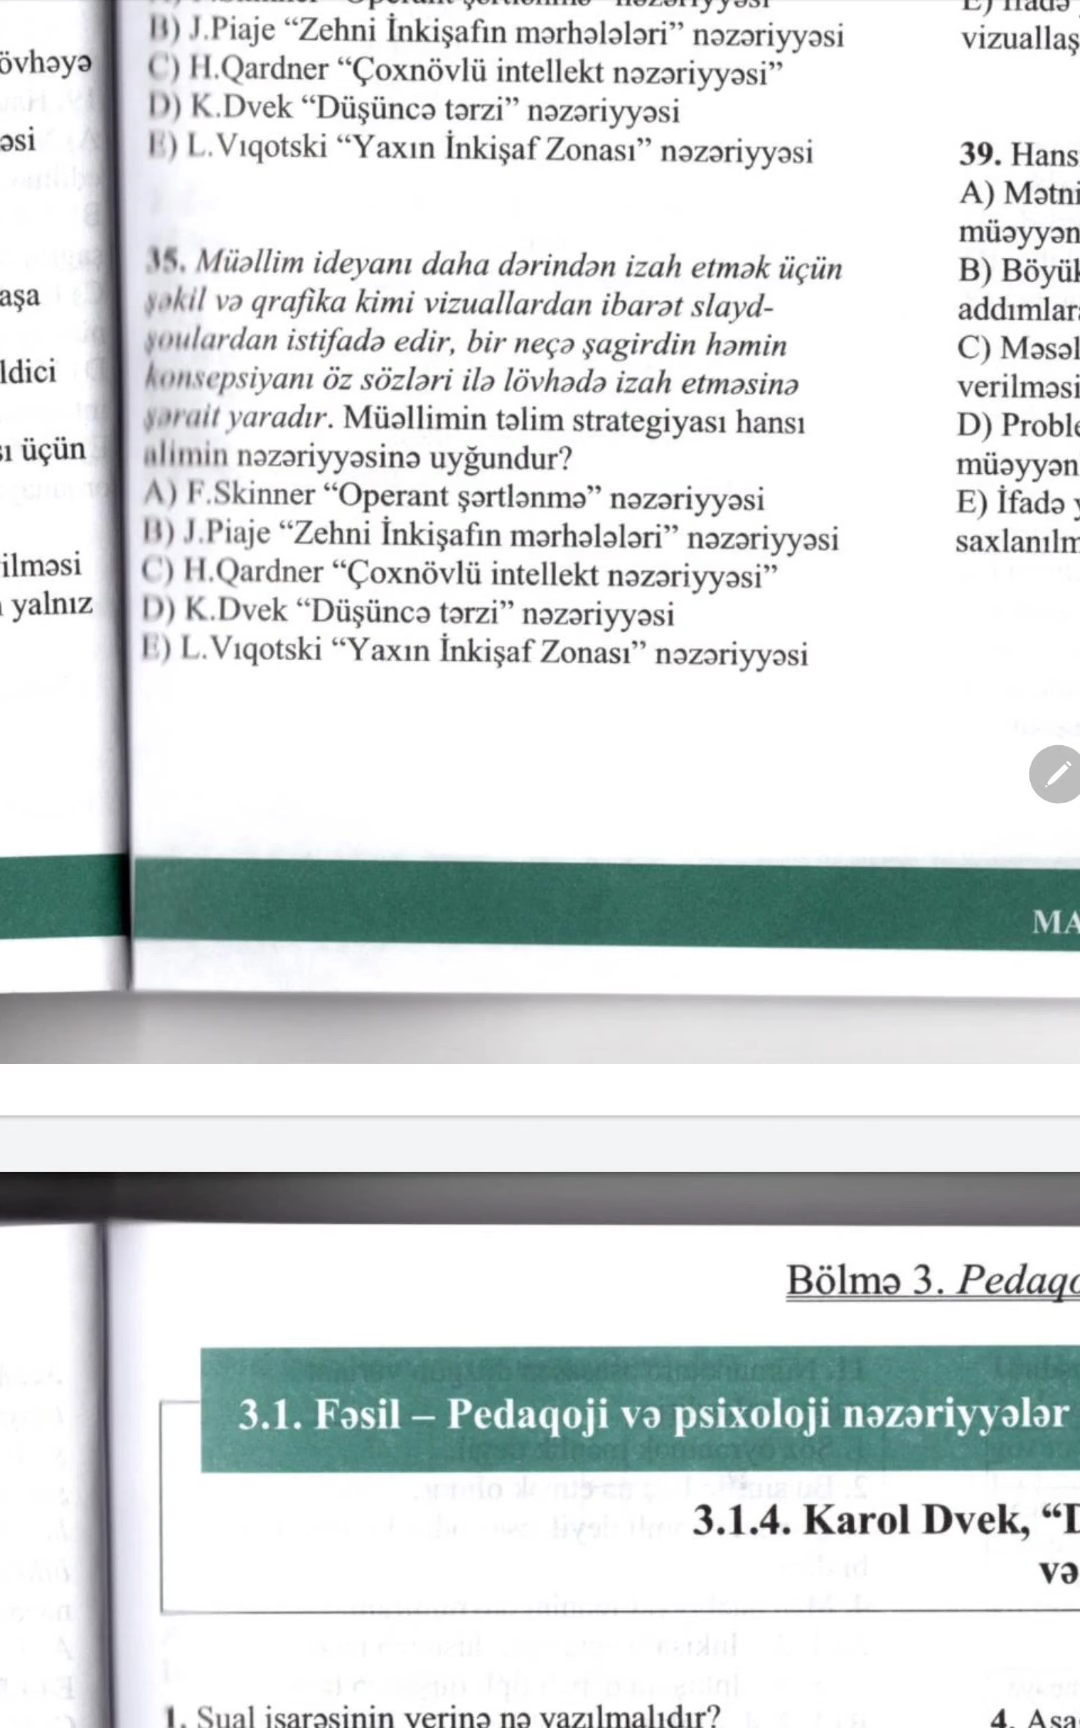 övhəyə
əsi
aşa
ldici
sı üçün
ilməsi
yalnız
B) J.Piaje “Zehni İnkişafın mərhələləri” nəzəriyyəsi
C) H.Qardner “Çoxnövlü intellekt nəzəriyyəsi”
D) K.Dvek “Düşüncə tərzi” nəzəriyyəsi
E) L.Vıqotski “Yaxın İnkişaf Zonası” nəzəriyyəsi
35. Müəllim ideyanı daha dərindən izah etmək üçün
şəkil və qrafika kimi vizuallardan ibarət slayd-
şoulardan istifadə edir, bir neçə şagirdin həmin
konsepsiyanı öz sözləri ilə lövhədə izah etməsinə
şərait yaradır. Müəllimin təlim strategiyası hansı
alimin nəzəriyyəsinə uyğundur?
A) F.Skinner “Operant şərtlənmə” nəzəriyyəsi
B) J.Piaje “Zehni İnkişafın mərhələləri” nəzəriyyəsi
C) H.Qardner “Çoxnövlü intellekt nəzəriyyəsi”
D) K.Dvek “Düşüncə tərzi” nəzəriyyəsi
E) L.Vıqotski “Yaxın İnkişaf Zonası” nəzəriyyəsi
vizuallaş
39. Hans
A) Mətni
müəyyən
B) Böyük
addımlar
C) Məsəl
verilməsi
D) Proble
müəyyən
E) İfadə
saxlanılm
MA
Bölmə 3. Pedaqo
3.1. Fəsil – Pedaqoji və psixoloji nəzəriyyələr
3.1.4. Karol Dvek, “D
və
1. Sual işarəsinin yerinə nə yazılmalıdır?
4. Aşa